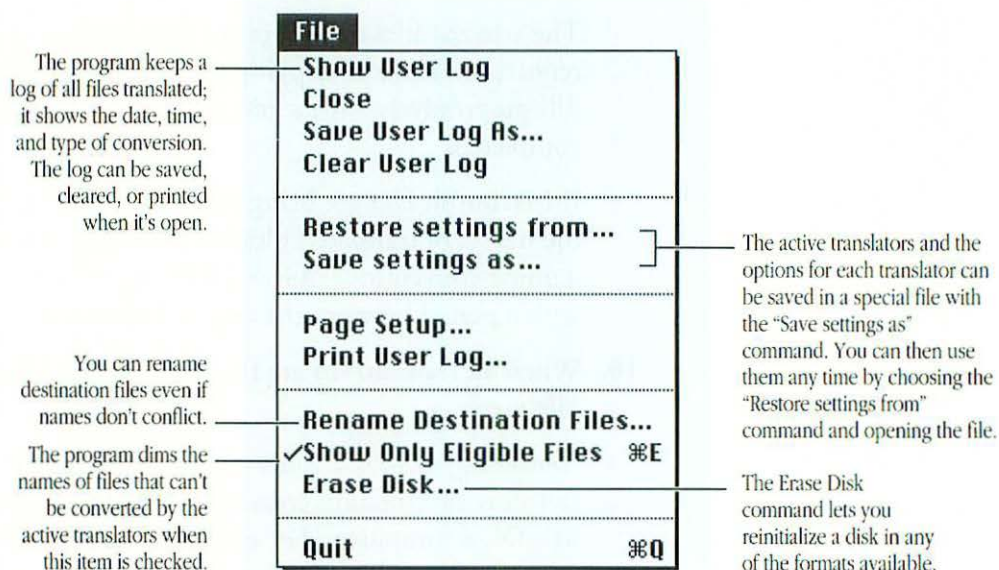 File
Show User Log
Close
Save User Log As...
Clear User Log
Restore settings from...
Save settings as...
Page Setup...
Print User Log...
Rename Destination Files...
✓Show Only Eligible Files ⌘E
Erase Disk...
Quit ⌘Q
The program keeps a
log of all files translated;
it shows the date, time,
and type of conversion.
The log can be saved,
cleared, or printed
when it's open.
You can rename
destination files even if
names don't conflict.
The program dims the
names of files that can't
be converted by the
active translators when
this item is checked.
The active translators and the
options for each translator can
be saved in a special file with
the "Save settings as"
command. You can then use
them any time by choosing the
"Restore settings from"
command and opening the file.
The Erase Disk
command lets you
reinitialize a disk in any
of the formats available.